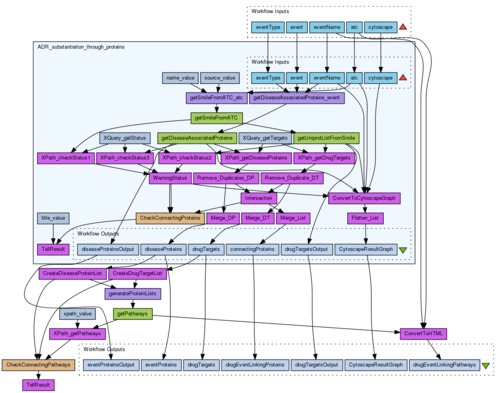 Workflow Inputs
eventType event eventName atc cytoscape
ADR_substantiation_through_proteins
Workflow Inputs
name_value source_value eventType event eventName atc cytoscape
getSmileFromATC_atc getDiseaseAssociatedProteins_event
getSmileFromATC
XQuery_getStatus getDiseaseAssociatedProteins XQuery_getTargets getUniprotListFromSmile
XPath_checkStatus1 XPath_checkStatus3 XPath_checkStatus2 XPath_getDiseaseProteins XPath_getDrugTargets
WarningStatus Remove_Duplicates_DP Remove_Duplicate_DT
Intersection ConvertToCytoscapeGraph
title_value CheckConnectingProteins Merge_DP Merge_DT Merge_List Flatten_List
Workflow Outputs
TellResult diseaseProteinsOutput diseaseProteins drugTargets connectingProteins drugTargetsOutput CytoscapeResultGraph
CreateDiseaseProteinList CreateDrugTargetList
generateProteinLists
xpath_value getPathways
XPath_getPathways ConvertToHTML
Workflow Outputs
CheckConnectingPathways eventProteinsOutput eventProteins drugTargets drugEventLinkingProteins drugTargetsOutput CytoscapeResultGraph drugEventLinkingPathways
TellResult